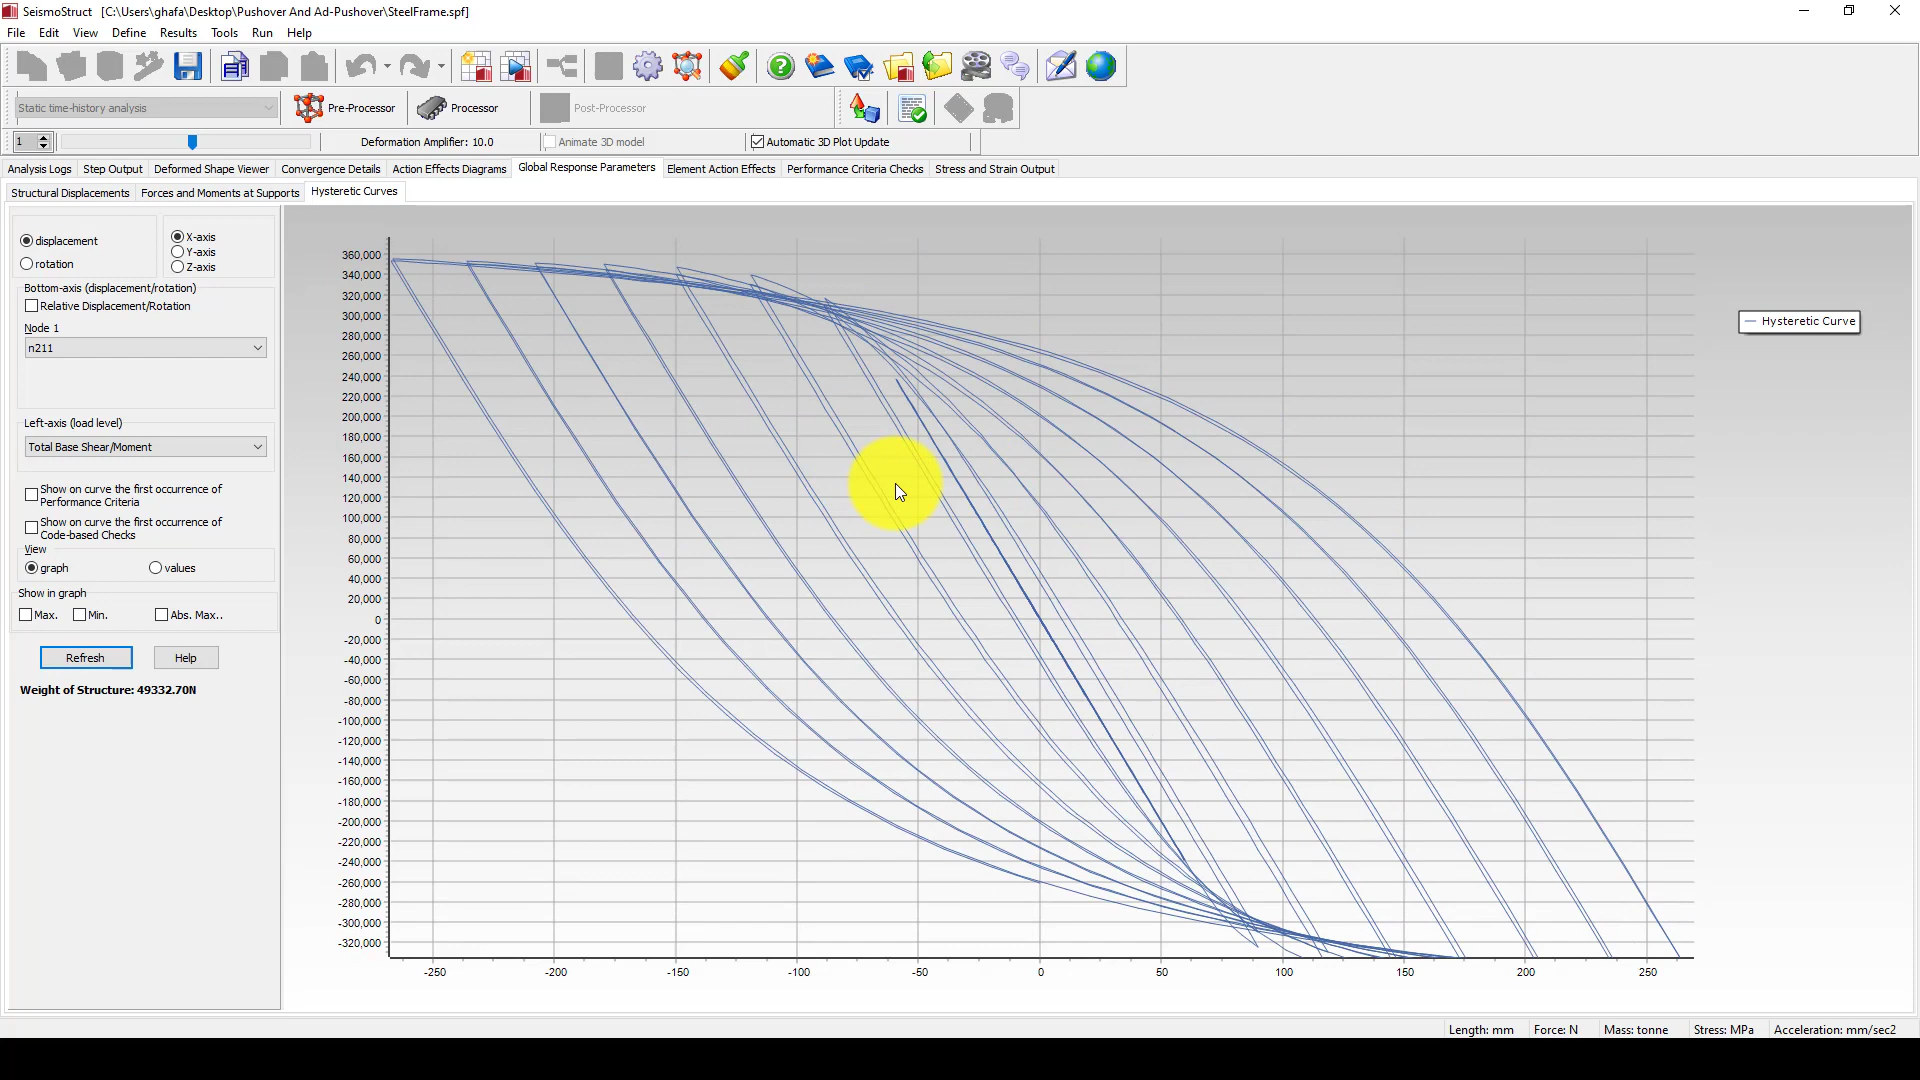 SeismoStruct [C:\Users\ghafa\Desktop\Pushover And Ad-Pushover\SteelFrame.spf]
File Edit View Define Results Tools Run Help
Static time-history analysis Pre-Processor Processor Post-Processor
1 Deformation Amplifier: 10.0 Animate 3D model Automatic 3D Plot Update
Analysis Logs Step Output Deformed Shape Viewer Convergence Details Action Effects Diagrams Global Response Parameters Element Action Effects Performance Criteria Checks Stress and Strain Output
Structural Displacements Forces and Moments at Supports Hysteretic Curves
displacement
rotation
X-axis
Y-axis
Z-axis
Bottom-axis (displacement/rotation)
Relative Displacement/Rotation
Node 1
n211
Left-axis (load level)
Total Base Shear/Moment
Show on curve the first occurrence of
Performance Criteria
Show on curve the first occurrence of
Code-based Checks
View
graph values
Show in graph
Max. Min. Abs. Max..
Refresh Help
Weight of Structure: 49332.70N
360,000
340,000
320,000
300,000
280,000
260,000
240,000
220,000
200,000
180,000
160,000
140,000
120,000
100,000
80,000
60,000
40,000
20,000
0
-20,000
-40,000
-60,000
-80,000
-100,000
-120,000
-140,000
-160,000
-180,000
-200,000
-220,000
-240,000
-260,000
-280,000
-300,000
-320,000
-250 -200 -150 -100 -50 0 50 100 150 200 250
Hysteretic Curve
Length: mm Force: N Mass: tonne Stress: MPa Acceleration: mm/sec2